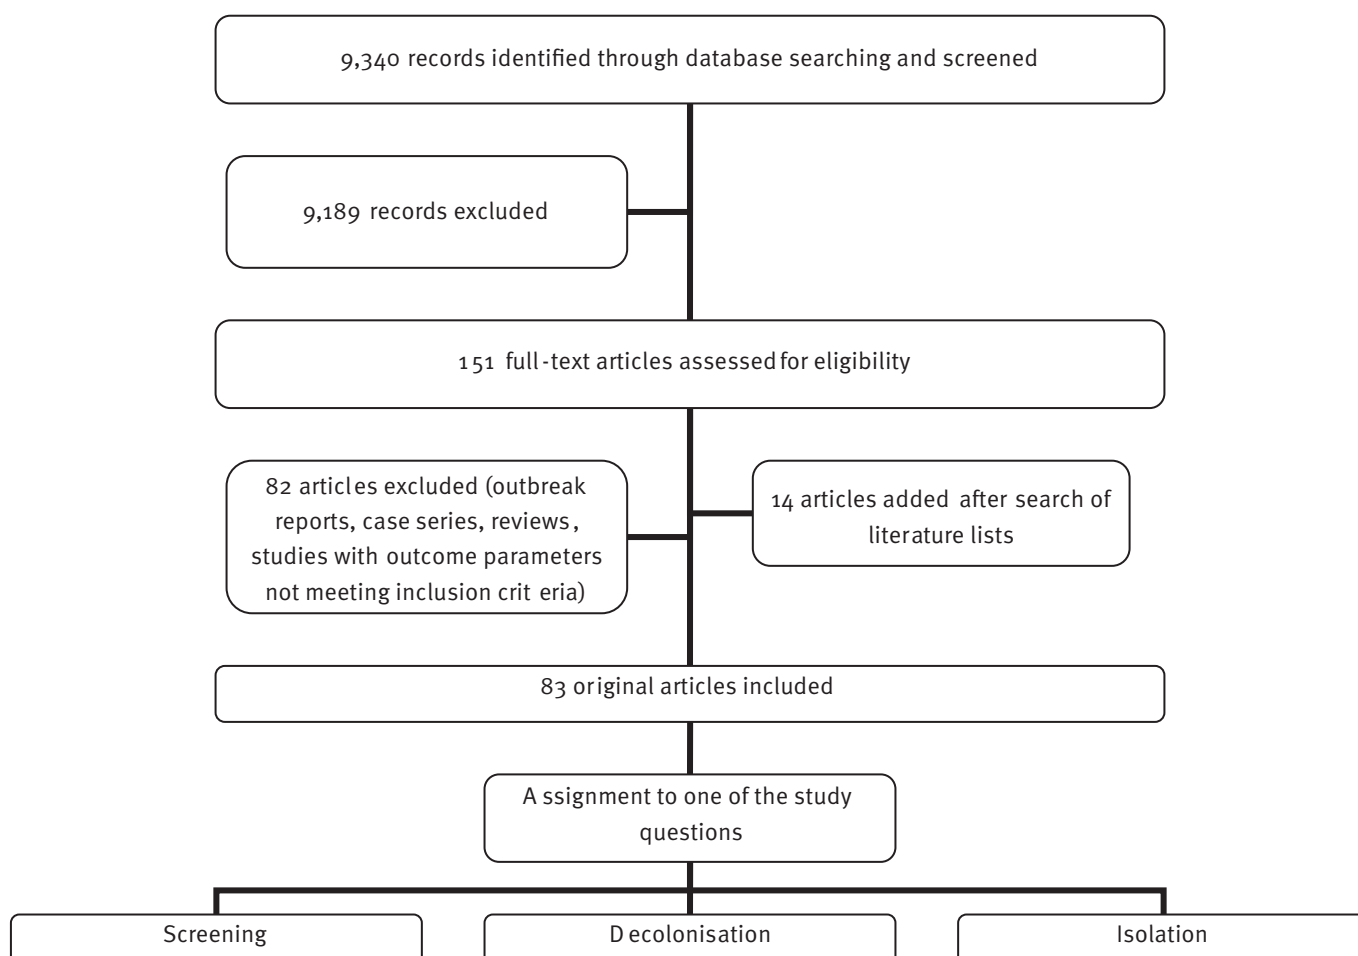 9,340 records identified through database searching and screened
9,189 records excluded
151 full-text articles assessed for eligibility
82 articles excluded (outbreak
reports, case series, reviews,
studies with outcome parameters
not meeting inclusion crit eria)
14 articles added after search of
literature lists
83 original articles included
A ssignment to one of the study
questions
Screening
D ecolonisation
Isolation